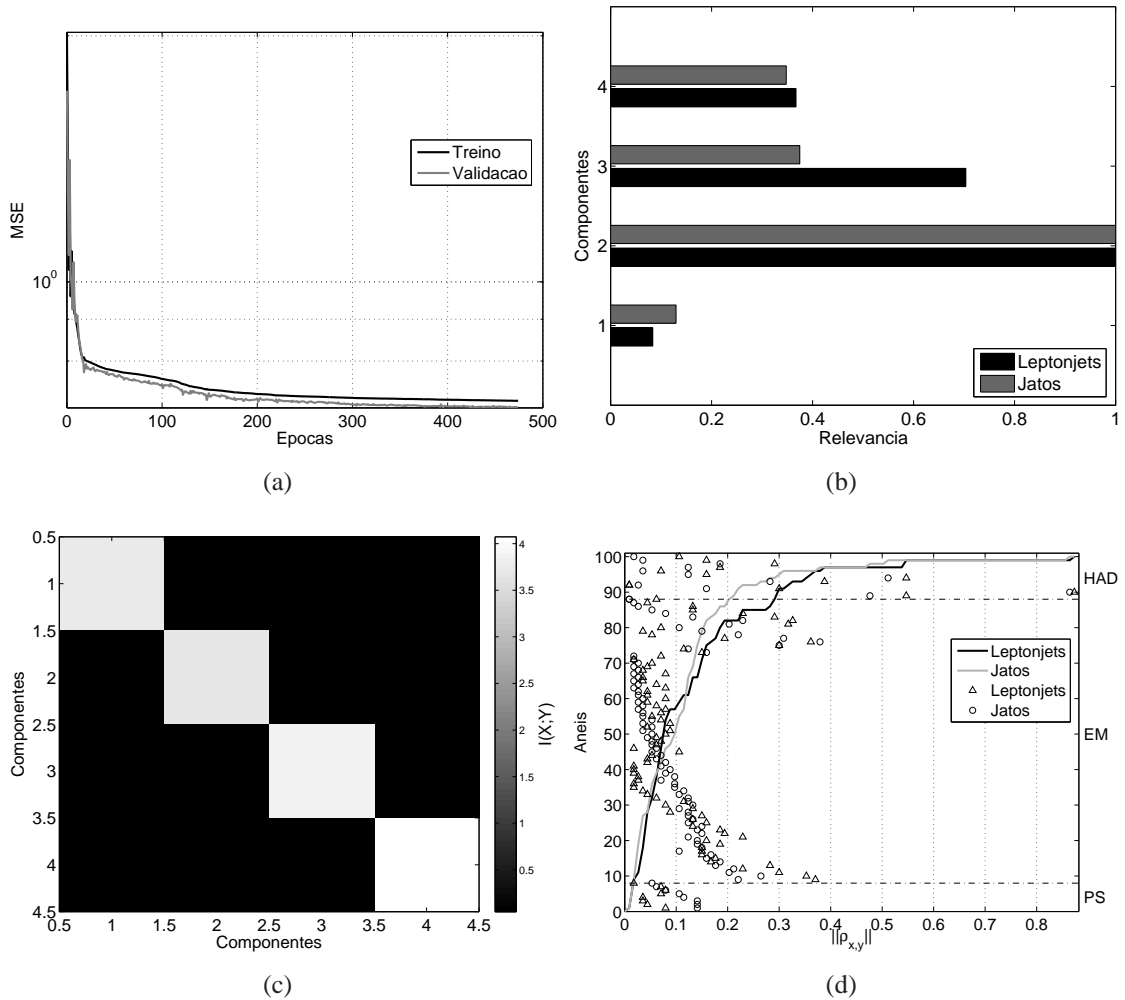 MSE
10^0
0
100
200
300
400
500
Epocas
Treino
Validacao
(a)
Componentes
4
3
2
1
0
0.2
0.4
0.6
0.8
1
Relevancia
Leptonjets
Jatos
(b)
Componentes
0.5
1
1.5
2
2.5
3
3.5
4
4.5
0.5
1
1.5
2
2.5
3
3.5
4
4.5
Componentes
4
3.5
3
2.5
2
1.5
1
0.5
I(X;Y)
(c)
Aneis
100
90
80
70
60
50
40
30
20
10
0
0
0.1
0.2
0.3
0.4
0.5
0.6
0.7
0.8
||ρx,y||
HAD
EM
PS
Leptonjets
Jatos
Leptonjets
Jatos
(d)